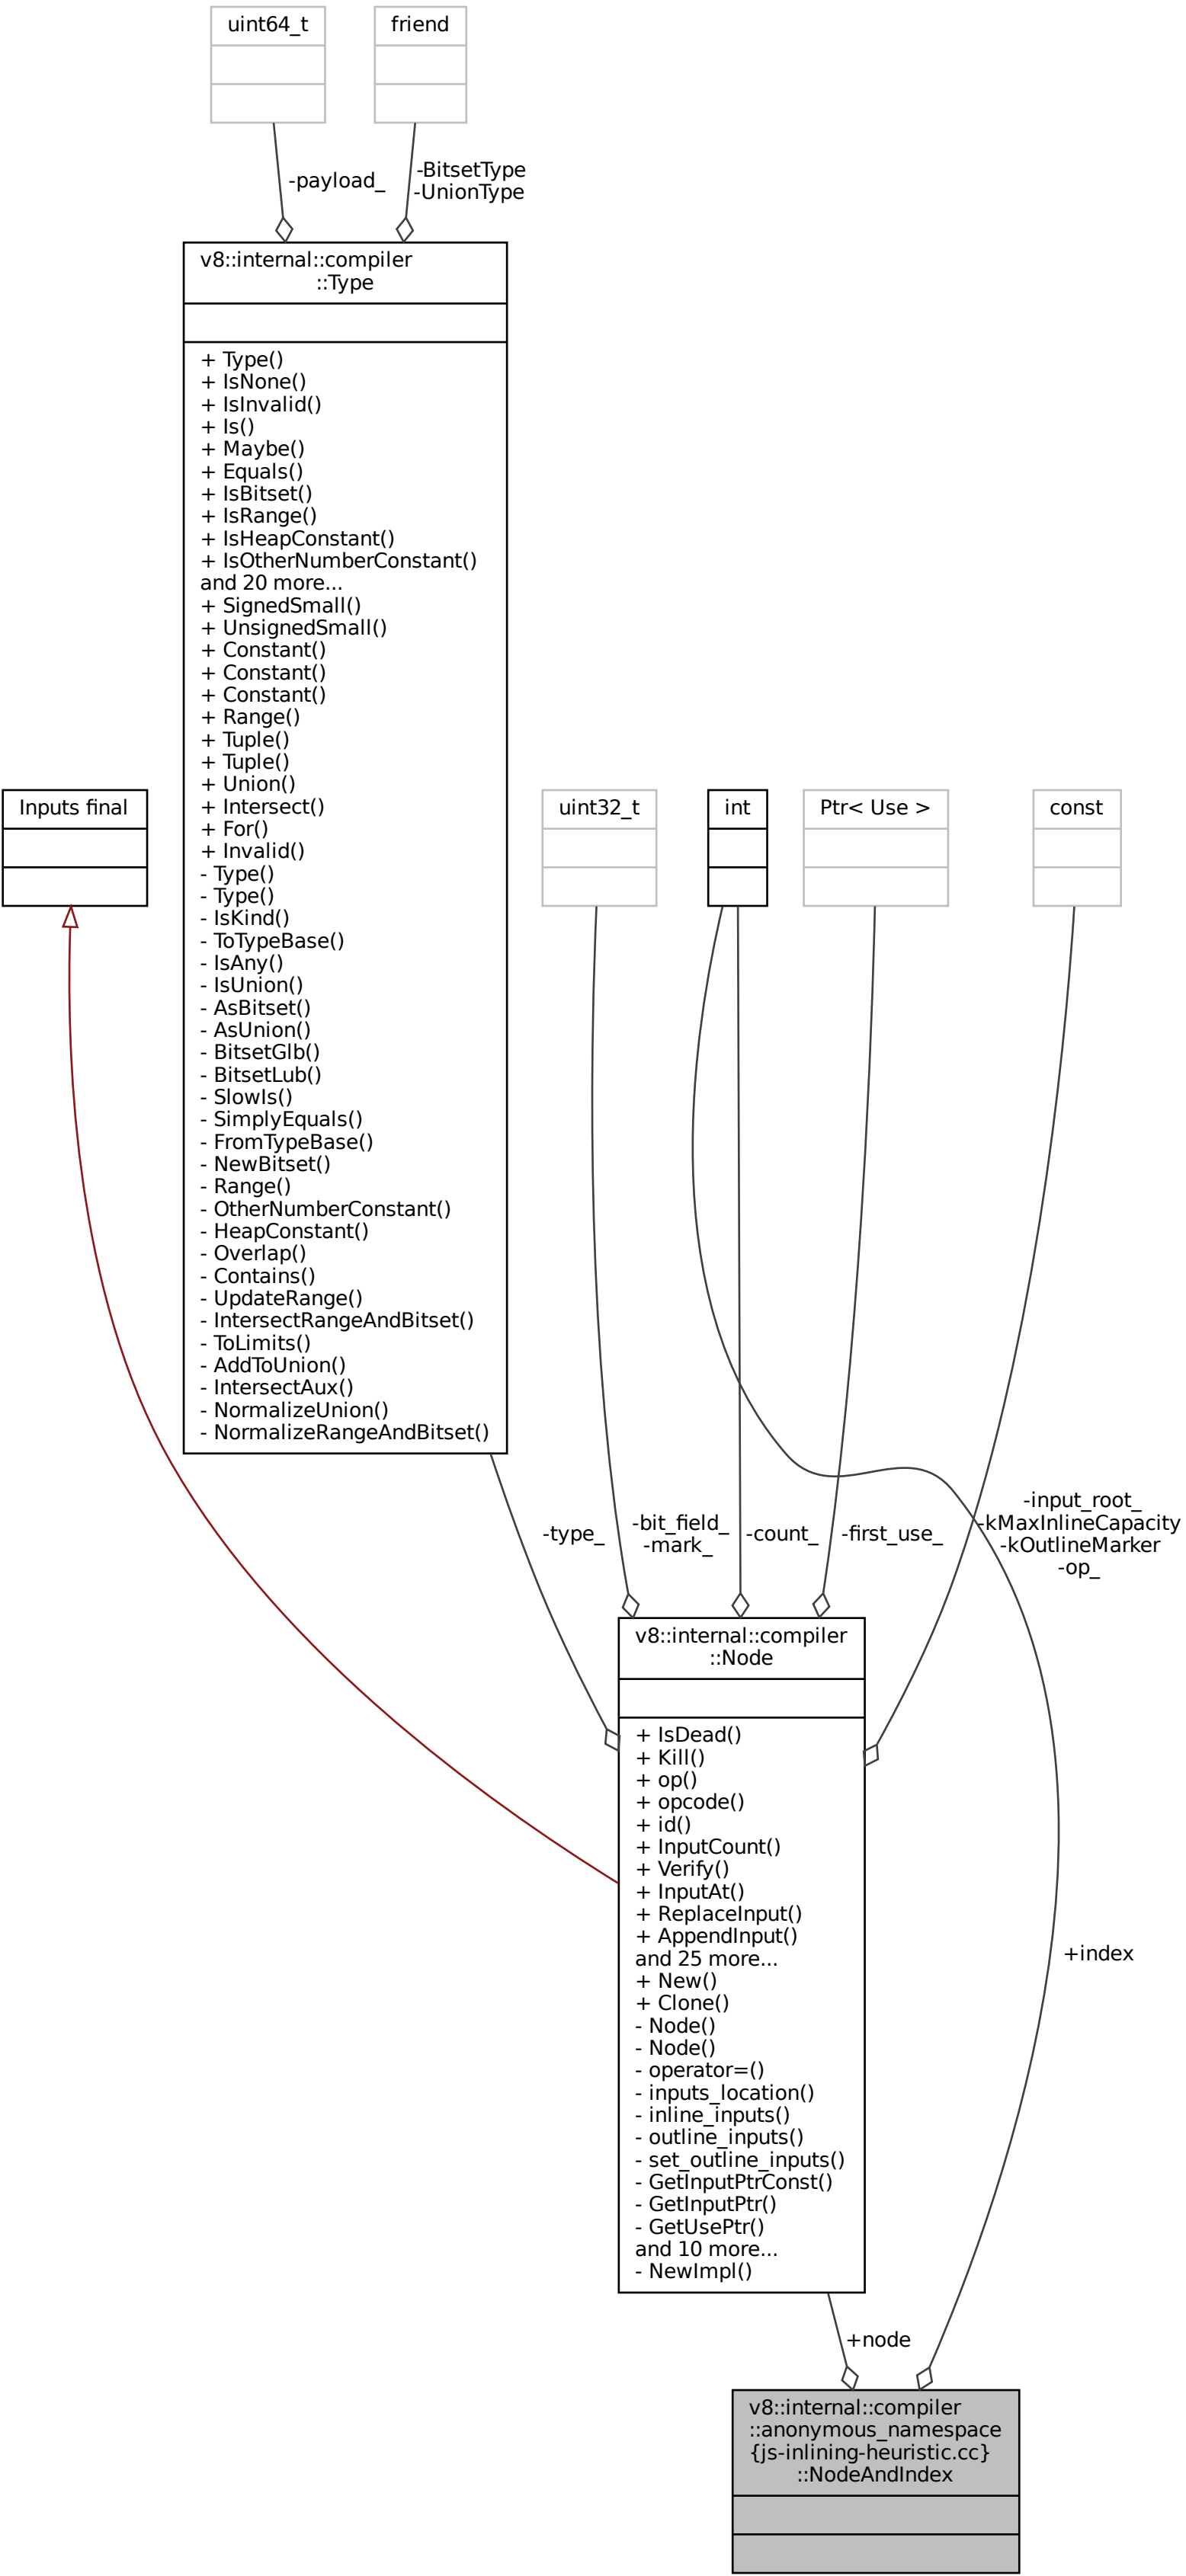 uint64_t
friend
-payload_
-BitsetType
-UnionType
v8::internal::compiler
::Type
+ Type()
+ IsNone()
+ IsInvalid()
+ Is()
+ Maybe()
+ Equals()
+ IsBitset()
+ IsRange()
+ IsHeapConstant()
+ IsOtherNumberConstant()
and 20 more...
+ SignedSmall()
+ UnsignedSmall()
+ Constant()
+ Constant()
+ Constant()
+ Range()
+ Tuple()
+ Tuple()
+ Union()
+ Intersect()
+ For()
+ Invalid()
- Type()
- Type()
- IsKind()
- ToTypeBase()
- IsAny()
- IsUnion()
- AsBitset()
- AsUnion()
- BitsetGlb()
- BitsetLub()
- SlowIs()
- SimplyEquals()
- FromTypeBase()
- NewBitset()
- Range()
- OtherNumberConstant()
- HeapConstant()
- Overlap()
- Contains()
- UpdateRange()
- IntersectRangeAndBitset()
- ToLimits()
- AddToUnion()
- IntersectAux()
- NormalizeUnion()
- NormalizeRangeAndBitset()
Inputs final
uint32_t
int
Ptr< Use >
const
-type_
-bit_field_
-mark_
-count_
-first_use_
-input_root_
-kMaxInlineCapacity
-kOutlineMarker
-op_
v8::internal::compiler
::Node
+ IsDead()
+ Kill()
+ op()
+ opcode()
+ id()
+ InputCount()
+ Verify()
+ InputAt()
+ ReplaceInput()
+ AppendInput()
and 25 more...
+ New()
+ Clone()
- Node()
- Node()
- operator=()
- inputs_location()
- inline_inputs()
- outline_inputs()
- set_outline_inputs()
- GetInputPtrConst()
- GetInputPtr()
- GetUsePtr()
and 10 more...
- NewImpl()
+index
+node
v8::internal::compiler
::anonymous_namespace
{js-inlining-heuristic.cc}
::NodeAndIndex